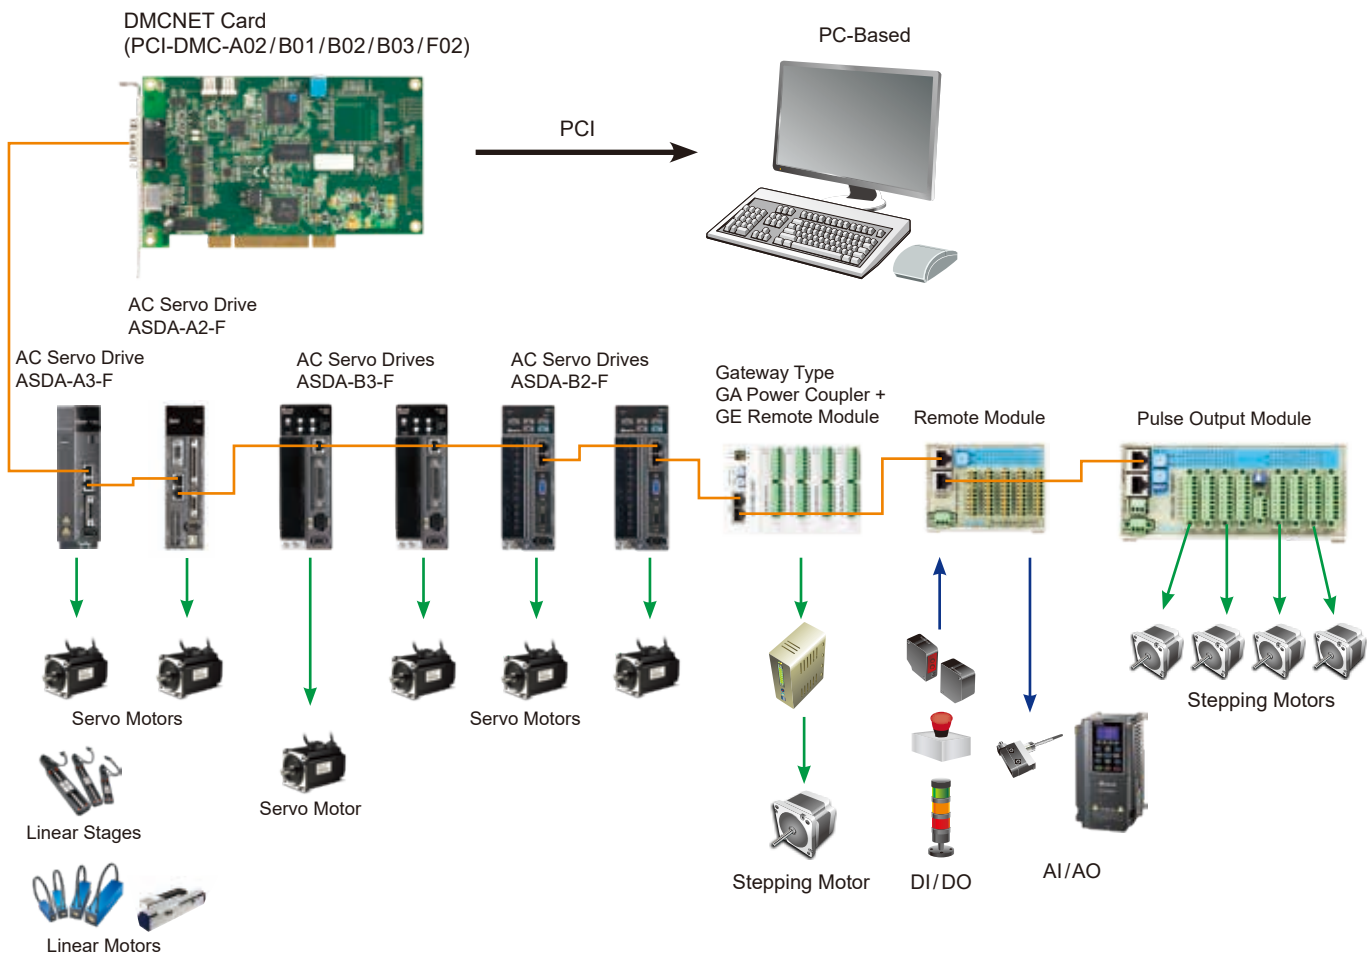 DMCNET Card
(PCI-DMC-A02/B01/B02/B03/F02)
PC-Based
PCI
AC Servo Drive
ASDA-A2-F
AC Servo Drive
ASDA-A3-F
AC Servo Drives
ASDA-B3-F
AC Servo Drives
ASDA-B2-F
Gateway Type
GA Power Coupler +
GE Remote Module
Remote Module
Pulse Output Module
Servo Motors
Servo Motor
Servo Motors
Stepping Motors
Linear Stages
Linear Motors
Stepping Motor
DI/DO
AI/AO